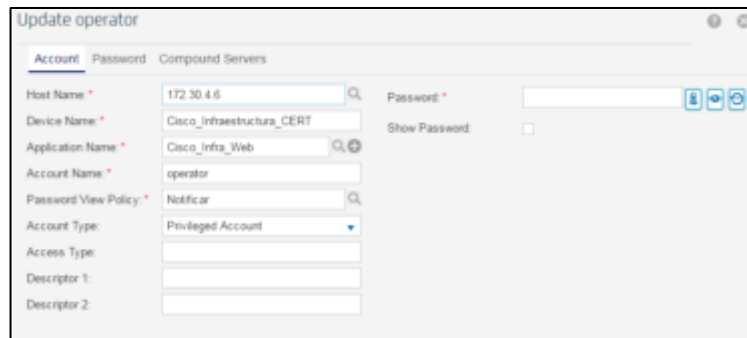 Update operator
Account Password Compound Servers
Host Name: * 172.30.4.6
Device Name: * Cisco_Infraestructura_CERT
Application Name: * Cisco_Infra_Web
Account Name: * operator
Password View Policy: * Notificar
Account Type: Privileged Account
Access Type:
Descriptor 1:
Descriptor 2:
Password: *
Show Password: